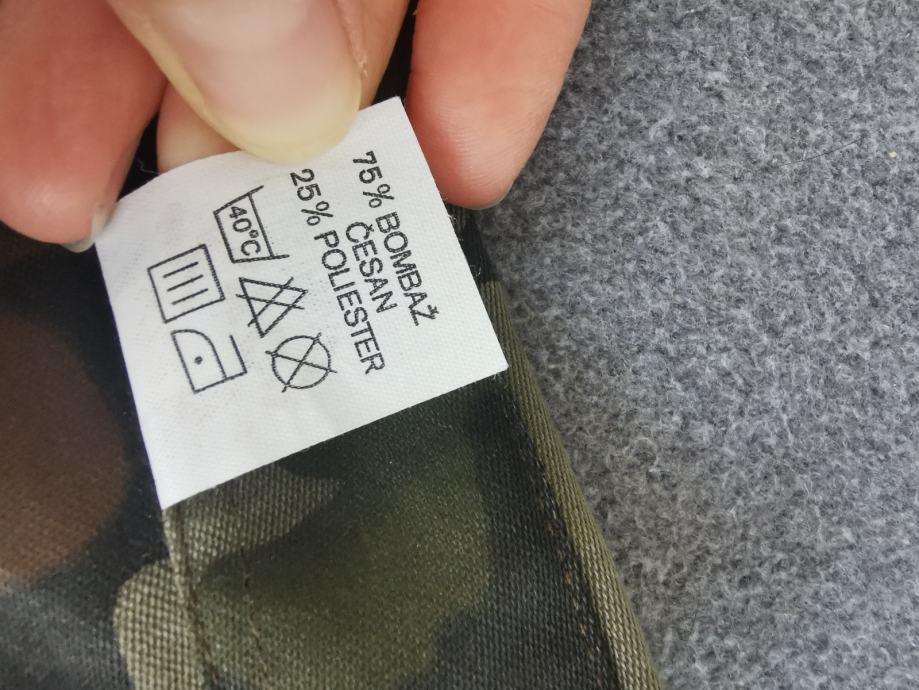 75% BOMBAŽ
ČESAN
25% POLIESTER
40°C